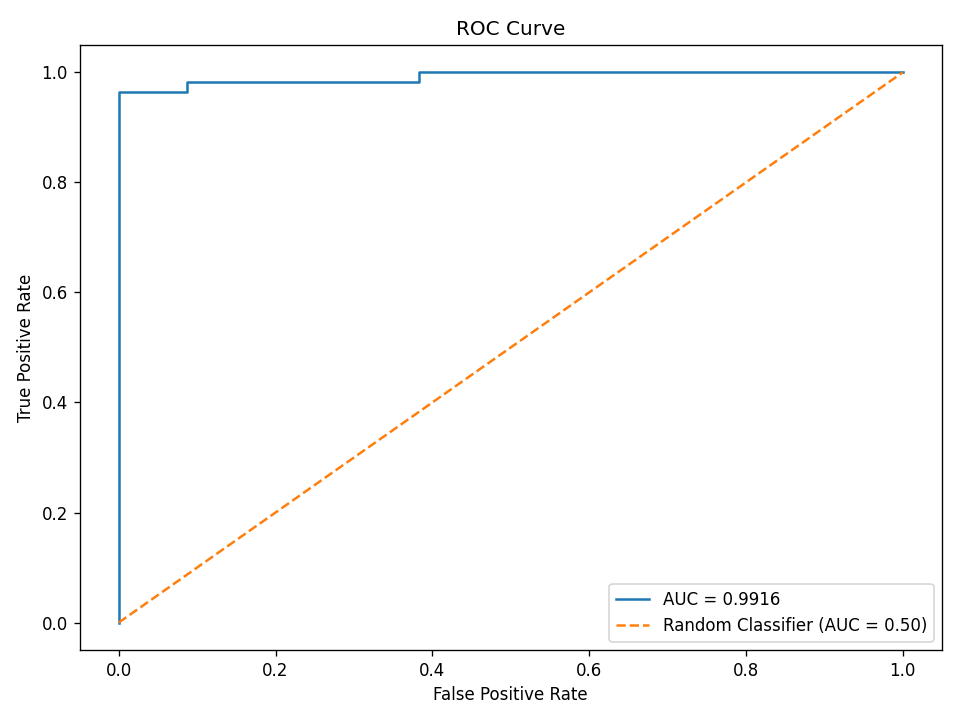 ROC Curve
True Positive Rate
1.0
0.8
0.6
0.4
0.2
0.0
0.0 0.2 0.4 0.6 0.8 1.0
False Positive Rate
AUC = 0.9916
Random Classifier (AUC = 0.50)